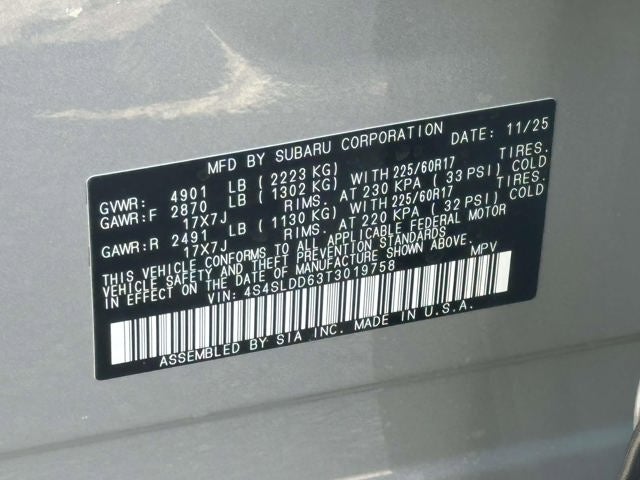 MFD BY SUBARU CORPORATION DATE: 11/25
GVWR: 4901 LB ( 2223 KG)
GAWR:F 2870 LB ( 1302 KG) WITH 225/60R17 TIRES.
17X7J RIMS. AT 230 KPA ( 33 PSI) COLD
GAWR:R 2491 LB ( 1130 KG) WITH 225/60R17 TIRES.
17X7J RIMS. AT 220 KPA ( 32 PSI) COLD
THIS VEHICLE CONFORMS TO ALL APPLICABLE FEDERAL MOTOR
VEHICLE SAFETY AND THEFT PREVENTION STANDARDS
IN EFFECT ON THE DATE OF MANUFACTURE SHOWN ABOVE.
VIN: 4S4SLDD63T3019758 MPV
ASSEMBLED BY SIA INC. MADE IN U.S.A.